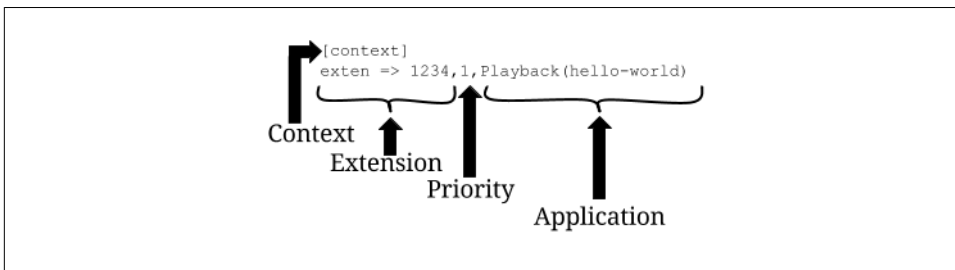 [context]
exten => 1234,1,Playback(hello-world)
Context
Extension
Priority
Application